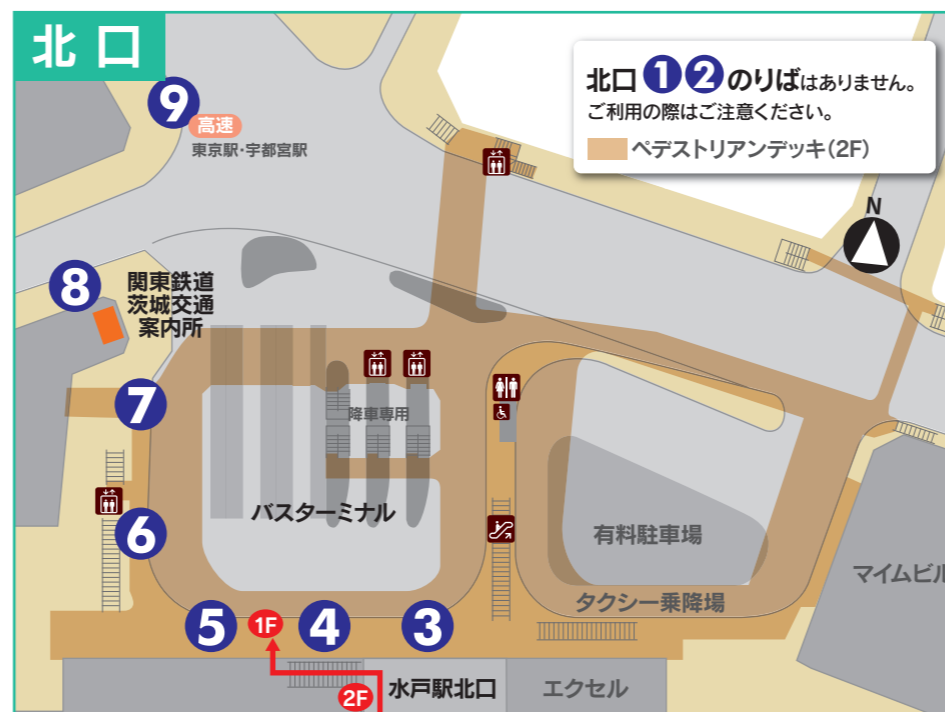 北口
北口 1 2 のりばはありません。
ご利用の際はご注意ください。
ペデストリアンデッキ(2F)
9
高速
東京駅・宇都宮駅
N
8
関東鉄道
茨城交通
案内所
7
降車専用
バスターミナル
6
有料駐車場
マイムビル
タクシー乗降場
5
1F
4
3
2F
水戸駅北口
エクセル